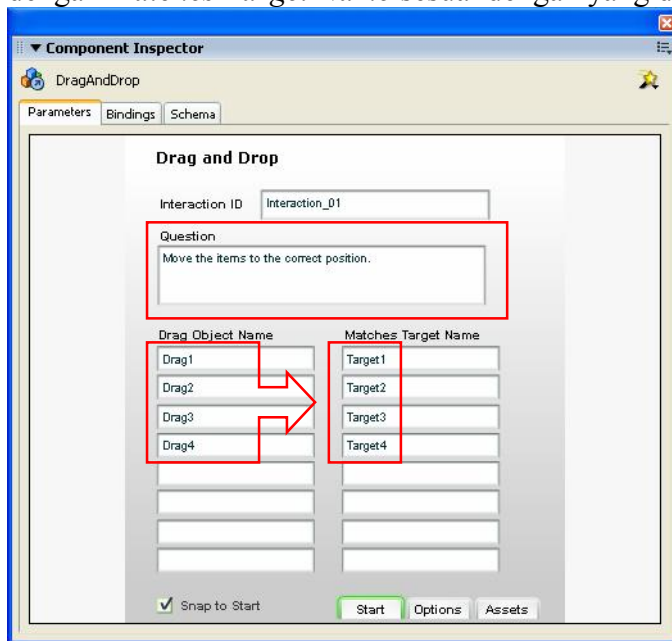 Component Inspector
DragAndDrop
Parameters Bindings Schema
Drag and Drop
Interaction ID Interaction_01
Question
Move the items to the correct position.
Drag Object Name Matches Target Name
Drag1 Target1
Drag2 Target2
Drag3 Target3
Drag4 Target4
Snap to Start Start Options Assets